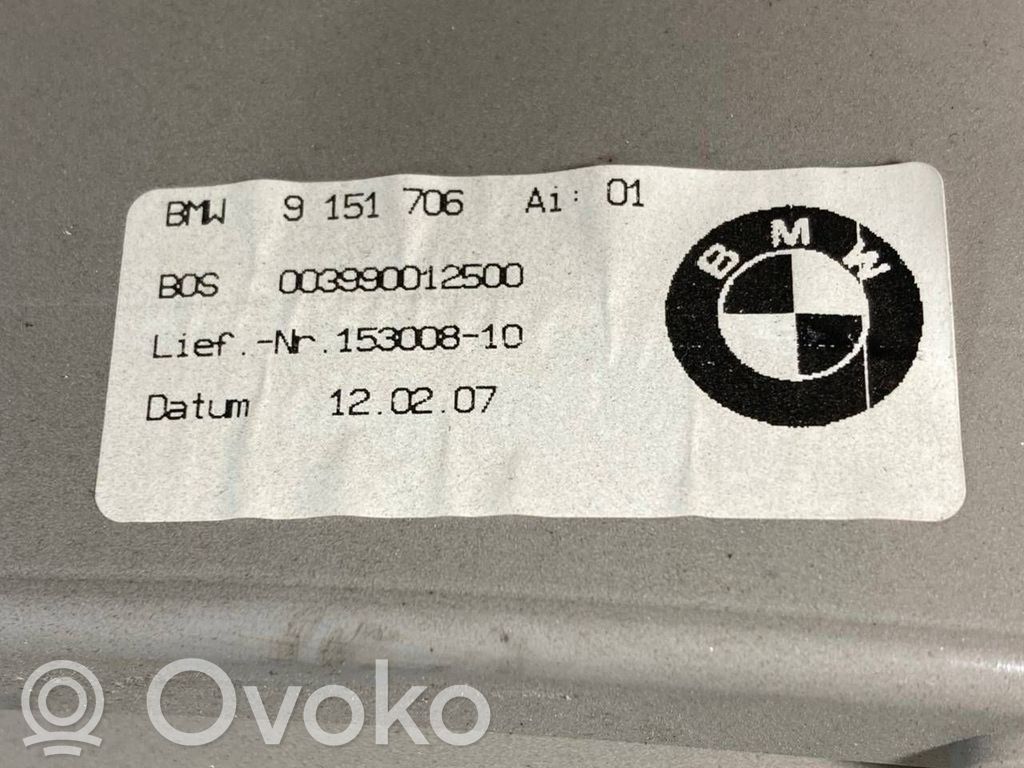 BMW 9 151 706 Ai: 01
BOS 003990012500
Lief.-Nr.153008-10
Datum 12.02.07
BMW
Ovoko